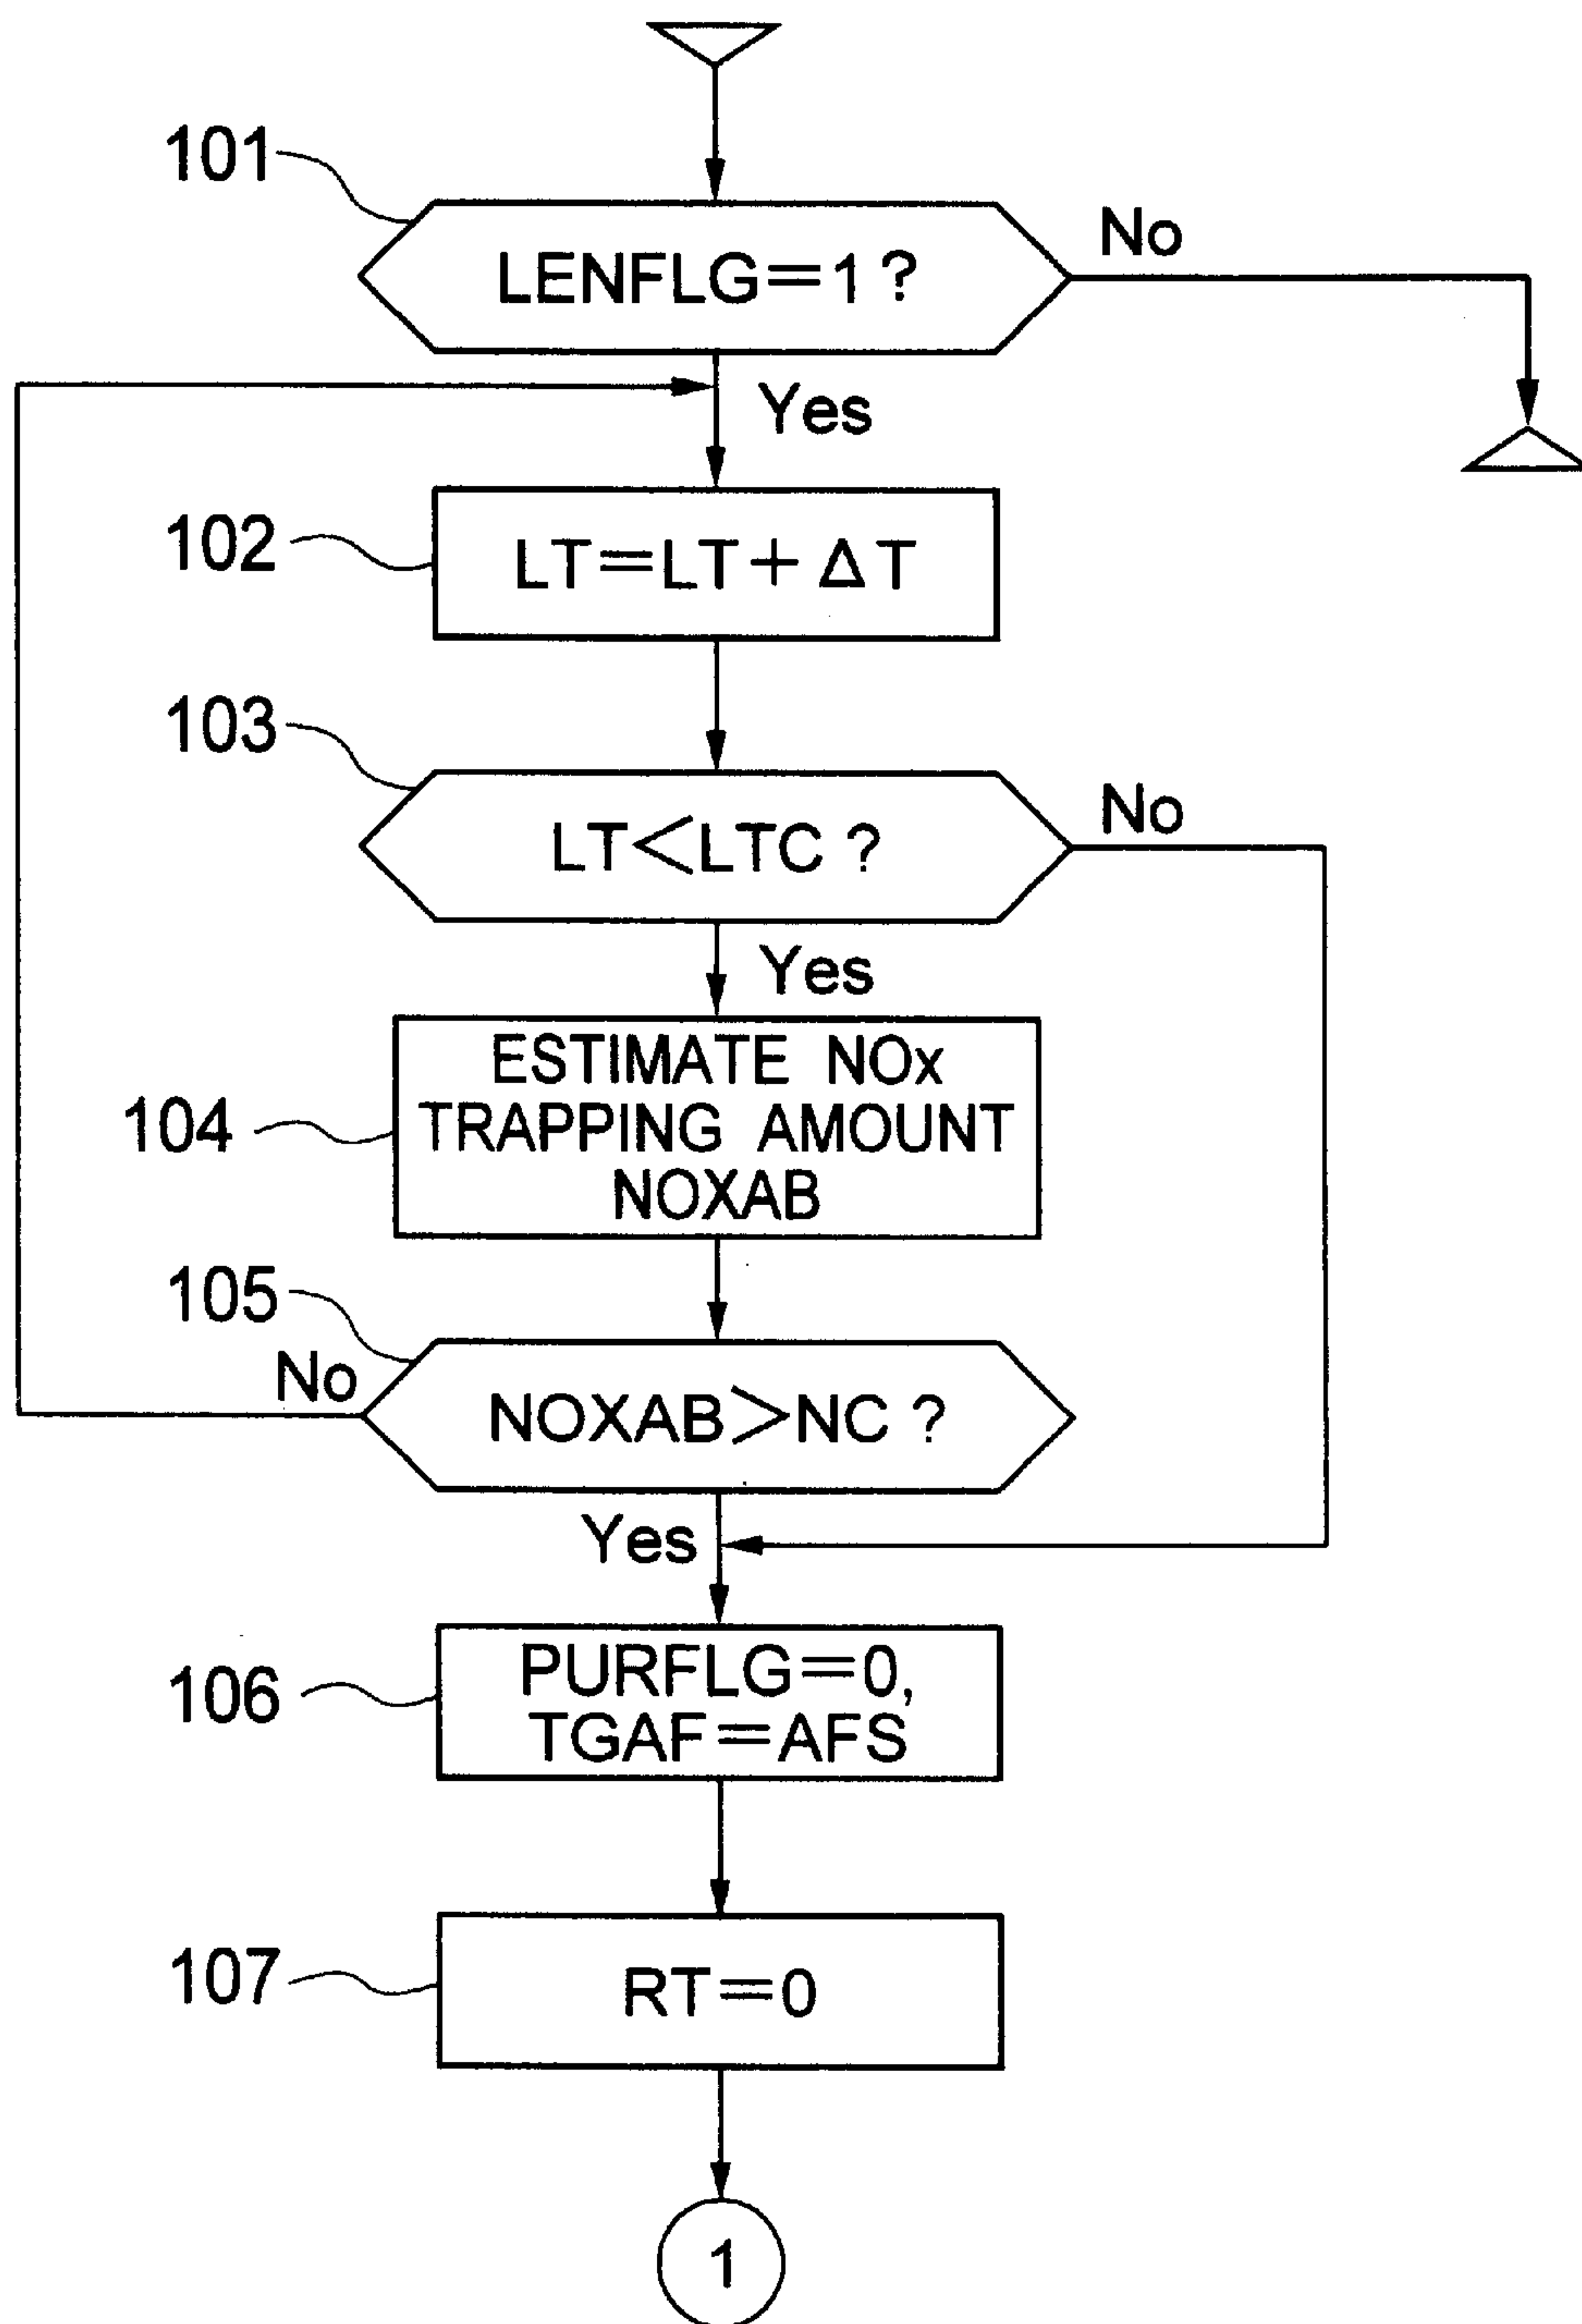 101
LENFLG=1?
No
Yes
102
LT=LT+ΔT
103
LT<LTC?
No
Yes
104
ESTIMATE NOx
TRAPPING AMOUNT
NOXAB
105
No
NOXAB>NC?
Yes
106
PURFLG=0,
TGAF=AFS
107
RT=0
1